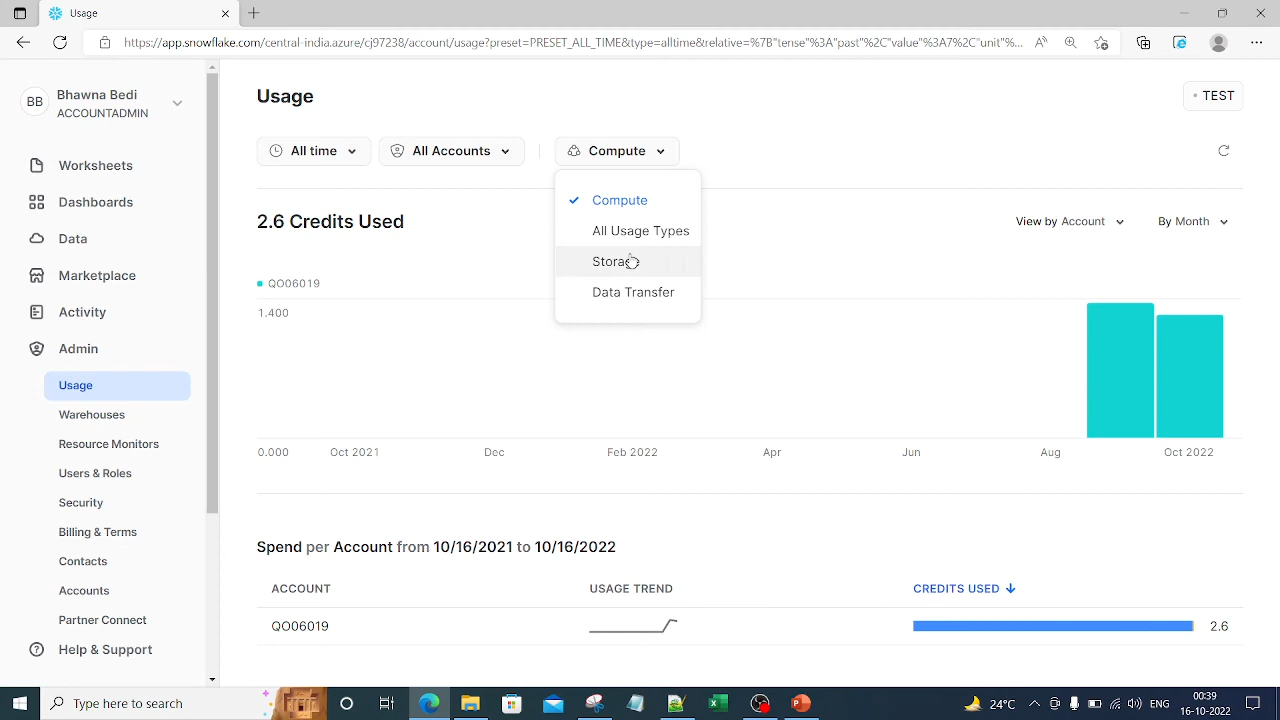 Usage
https://app.snowflake.com/central-india.azure/cj97238/account/usage?preset=PRESET_ALL_TIME&type=alltime&relative=%7B"tense"%3A"past"%2C"value"%3A7%2C"unit"%...
BB
Bhawna Bedi
ACCOUNTADMIN
Worksheets
Dashboards
Data
Marketplace
Activity
Admin
Usage
Warehouses
Resource Monitors
Users & Roles
Security
Billing & Terms
Contacts
Accounts
Partner Connect
Help & Support
Usage
TEST
All time
All Accounts
Compute
Compute
All Usage Types
Storage
Data Transfer
2.6 Credits Used
View by Account
By Month
QO06019
1.400
0.000
Oct 2021
Dec
Feb 2022
Apr
Jun
Aug
Oct 2022
Spend per Account from 10/16/2021 to 10/16/2022
ACCOUNT
USAGE TREND
CREDITS USED
QO06019
2.6
Type here to search
29°C
ENG
00:39
16-10-2022